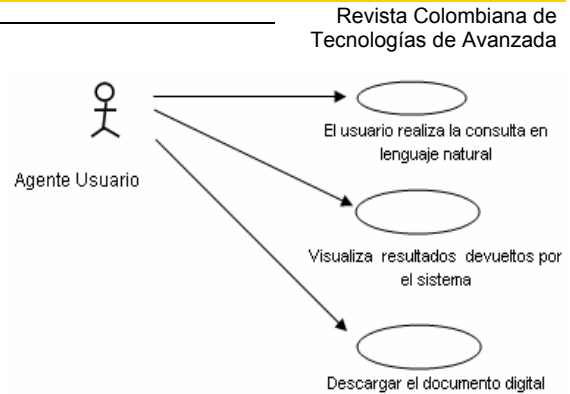 Revista Colombiana de
Tecnologías de Avanzada
El usuario realiza la consulta en
lenguaje natural
Agente Usuario
Visualiza resultados devueltos por
el sistema
Descargar el documento digital